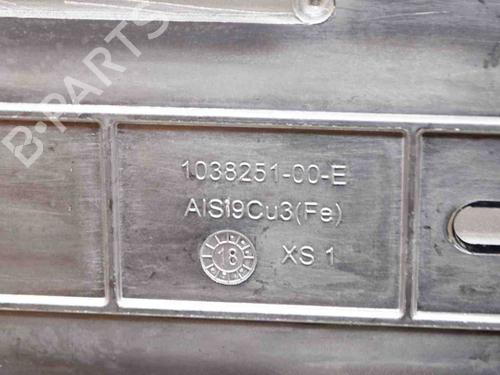 B-PARTS
1038251-00-E
AlSi9Cu3(Fe)
18
XS 1